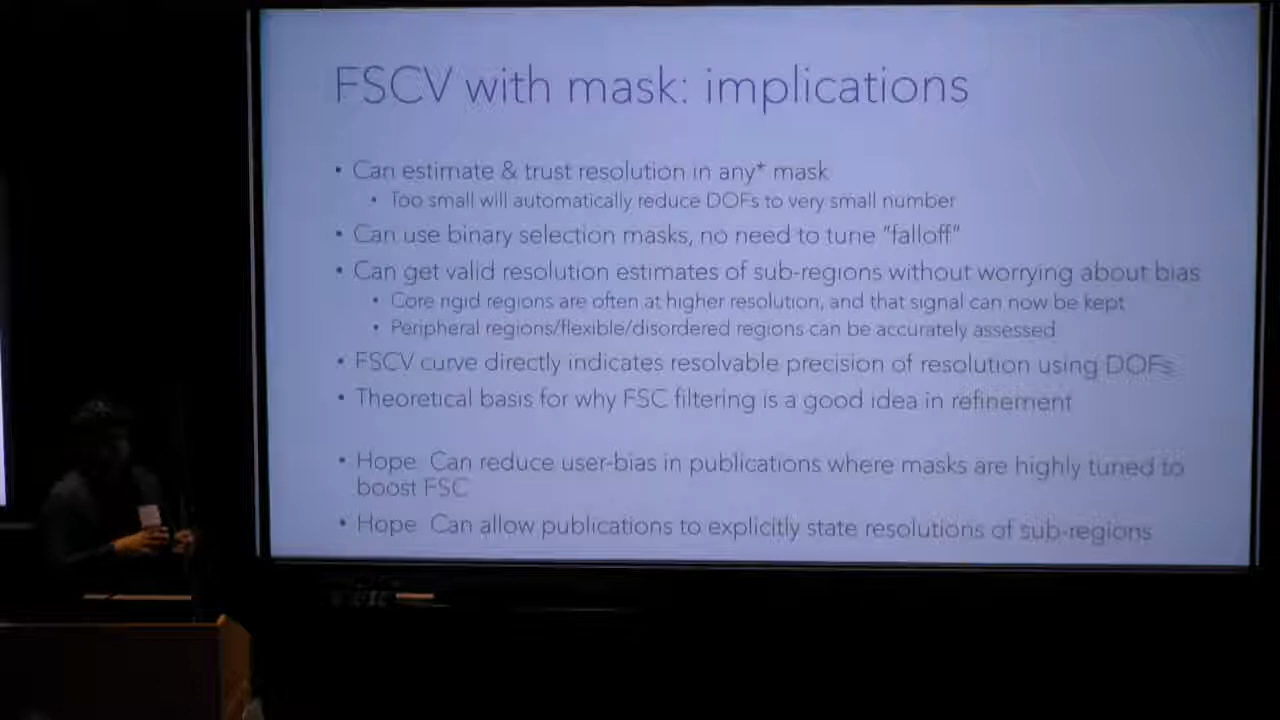 FSCV with mask: implications
• Can estimate & trust resolution in any* mask
• Too small will automatically reduce DOFs to very small number
• Can use binary selection masks, no need to tune "falloff"
• Can get valid resolution estimates of sub-regions without worrying about bias
• Core rigid regions are often at higher resolution, and that signal can now be kept
• Peripheral regions/flexible/disordered regions can be accurately assessed
• FSCV curve directly indicates resolvable precision of resolution using DOFs
• Theoretical basis for why FSC filtering is a good idea in refinement
• Hope Can reduce user-bias in publications where masks are highly tuned to
boost FSC
• Hope Can allow publications to explicitly state resolutions of sub-regions